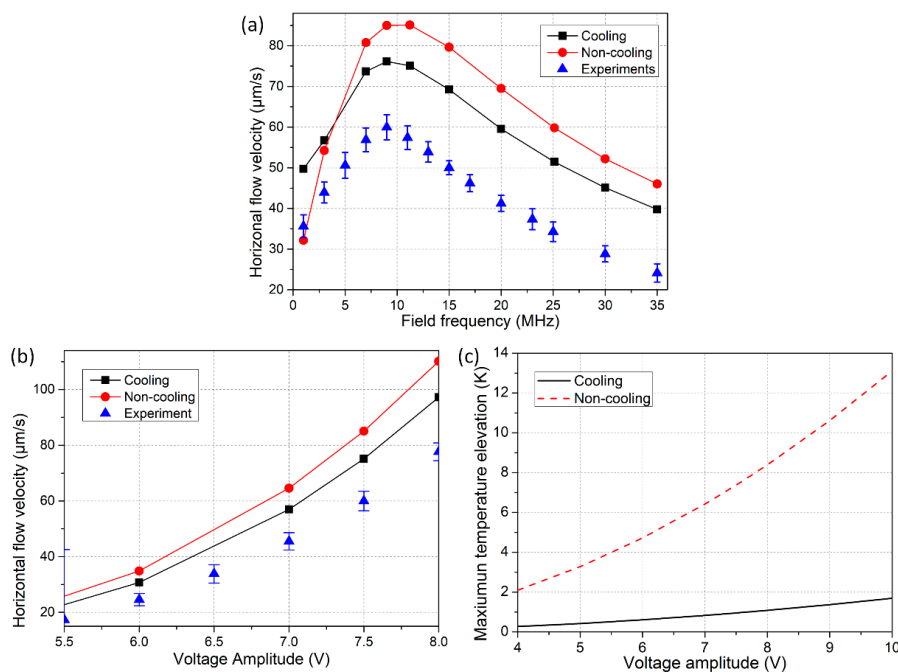 (a)
Horizonal flow velocity (μm/s)
80
70
60
50
40
30
20
Cooling
Non-cooling
Experiments
0 5 10 15 20 25 30 35
Field frequency (MHz)
(b)
Horizontal flow velocity (μm/s)
100
80
60
40
20
Cooling
Non-cooling
Experiment
5.5 6.0 6.5 7.0 7.5 8.0
Voltage Amplitude (V)
(c)
Maxiumun temperature elevation (K)
14
13
12
11
10
8
6
4
2
0
Cooling
Non-cooling
4 5 6 7 8 9 10
Voltage amplitude (V)